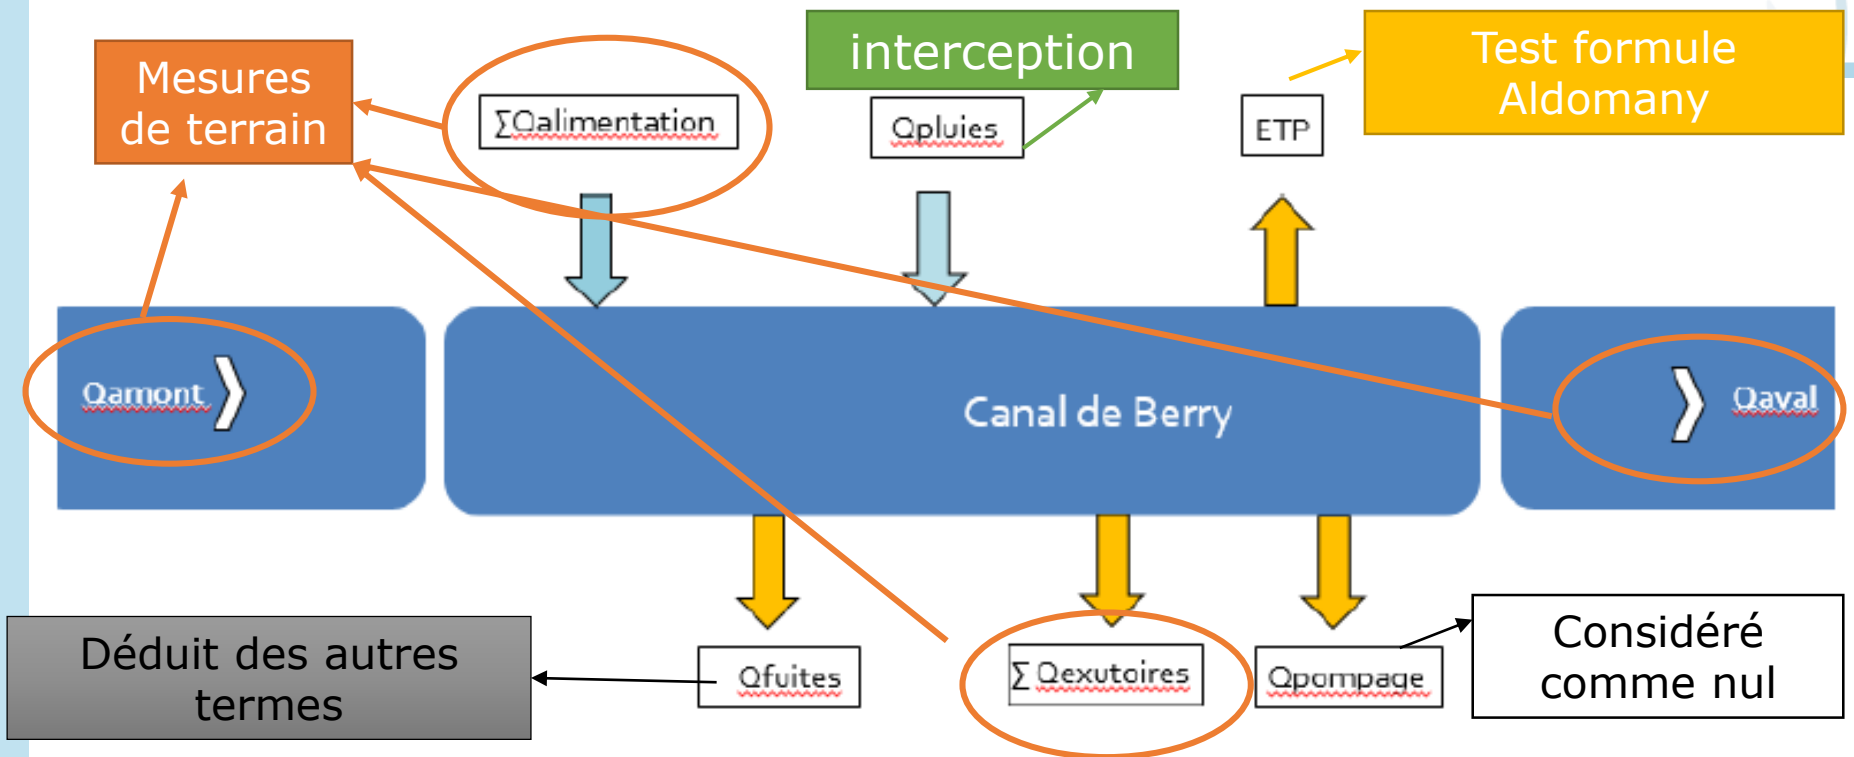 Mesures
de terrain
∑Qalimentation
interception
Qpluies
ETP
Test formule
Aldomany
Qamont
Canal de Berry
Qaval
Déduit des autres
termes
Qfuites
∑ Qexutoires
Qpompage
Considéré
comme nul